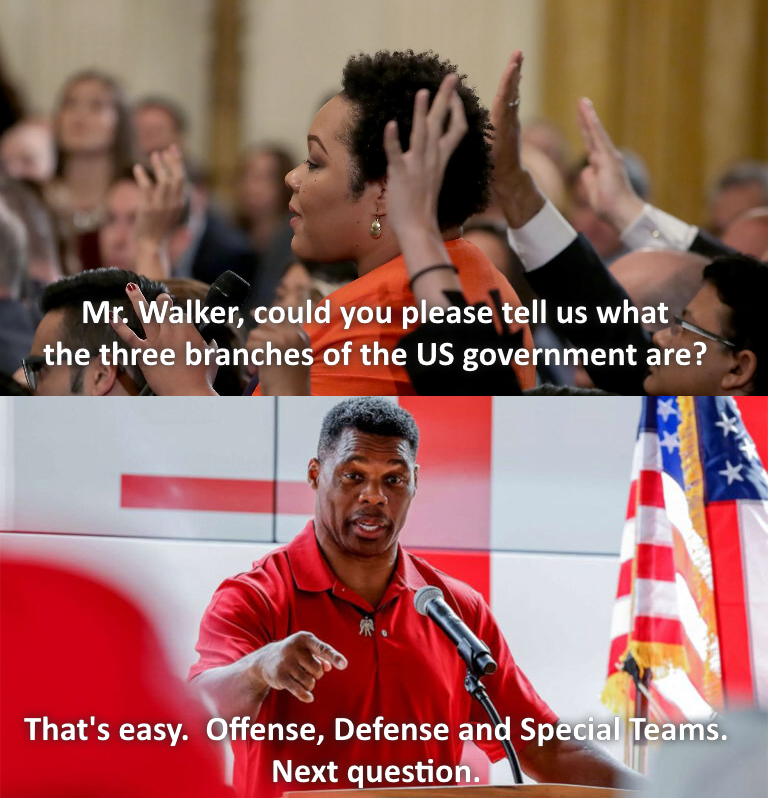 Mr. Walker, could you please tell us what
the three branches of the US government are?
That's easy.  Offense, Defense and Special Teams.
Next question.